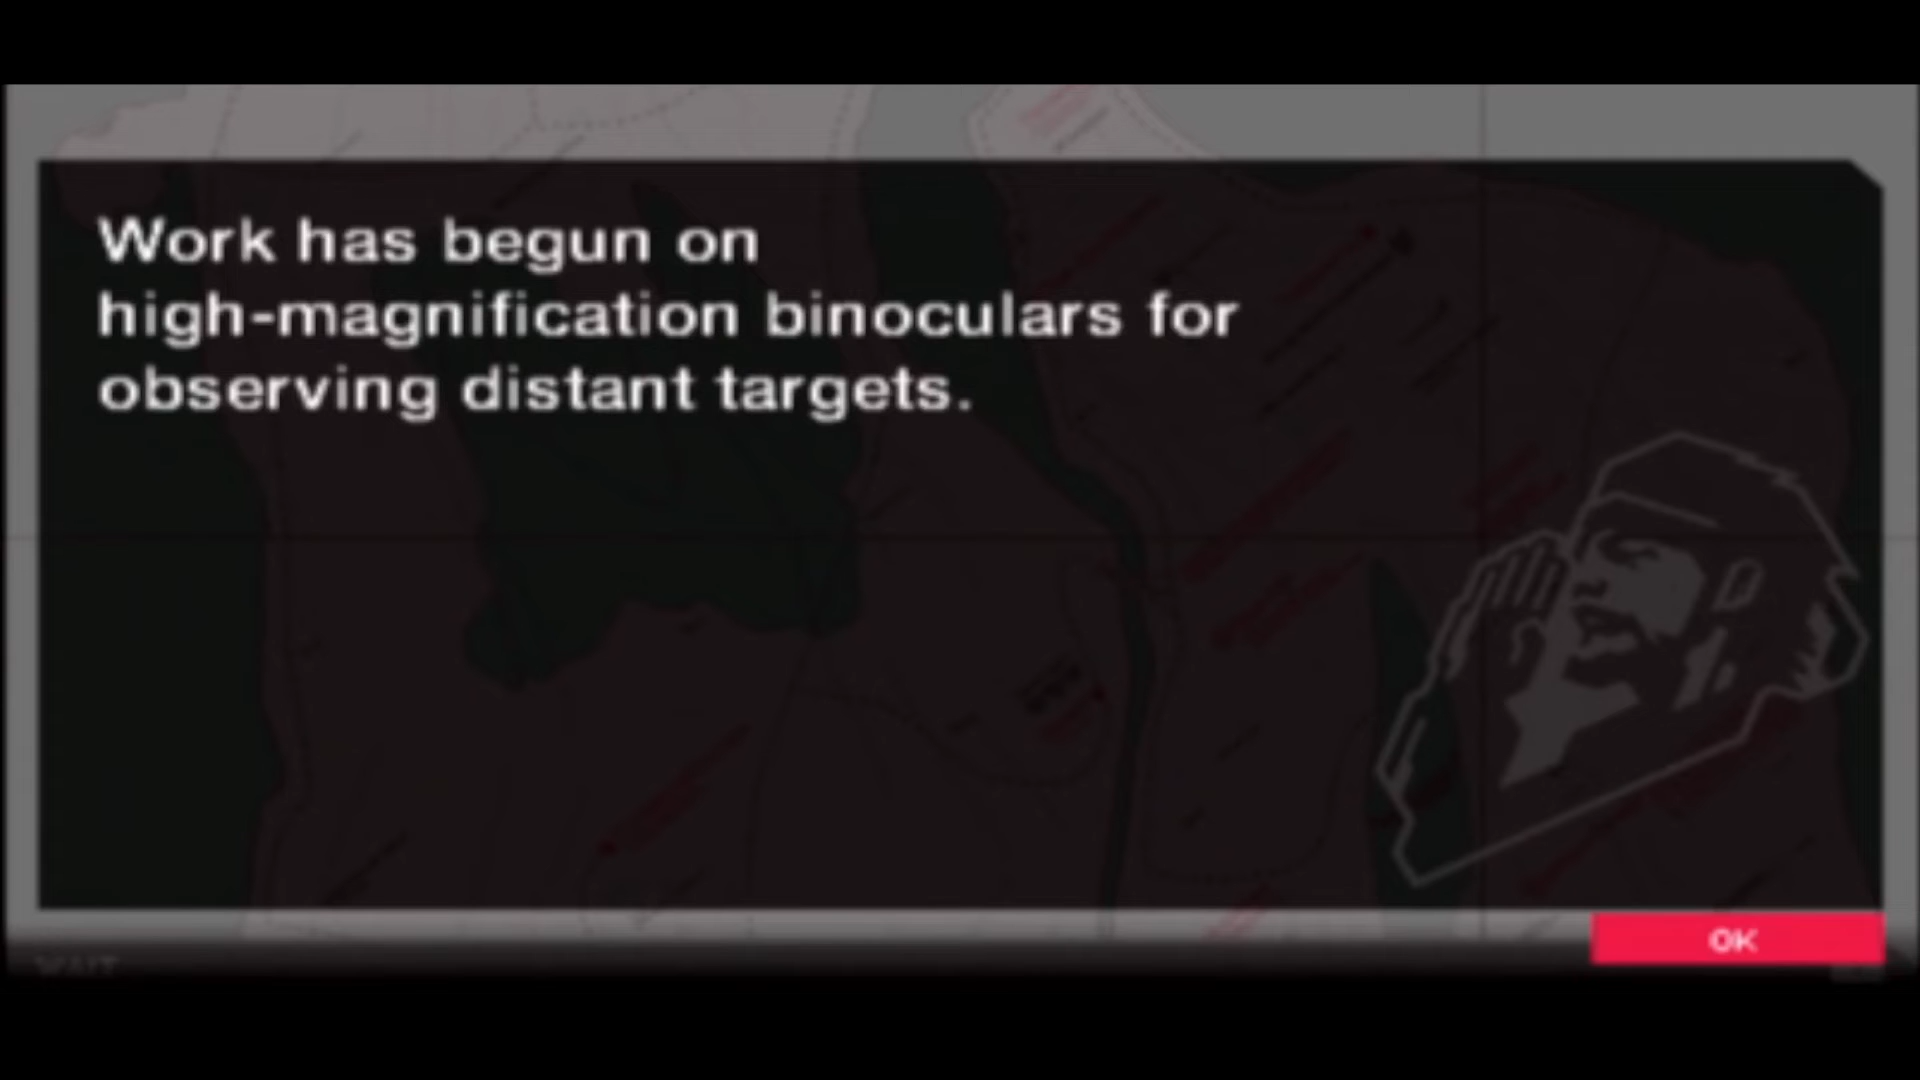 Work has begun on
high-magnification binoculars for
observing distant targets.
OK